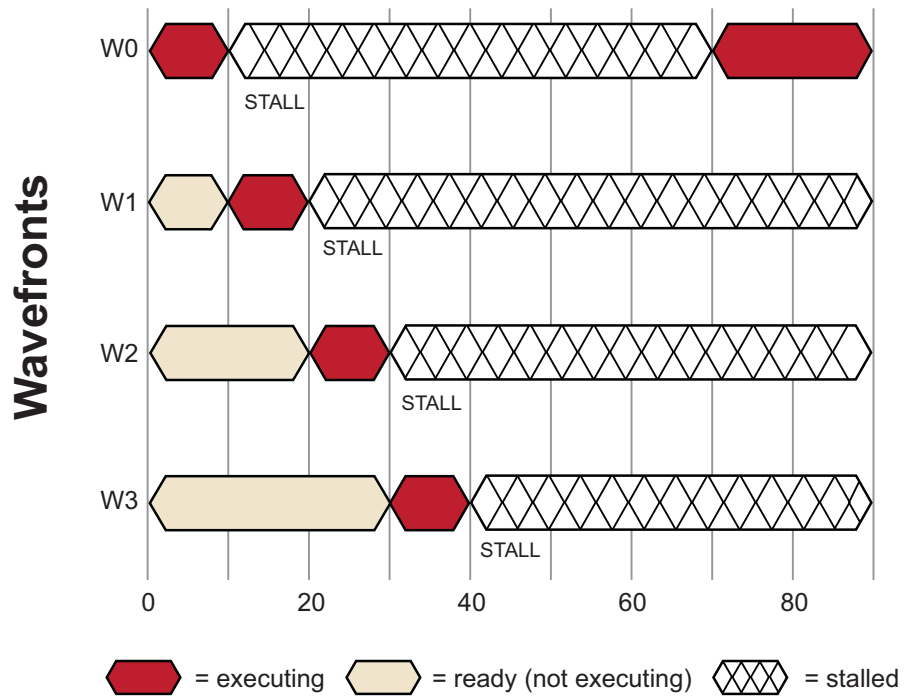 Wavefronts
W0
STALL
W1
STALL
W2
STALL
W3
STALL
0 20 40 60 80
= executing = ready (not executing) = stalled